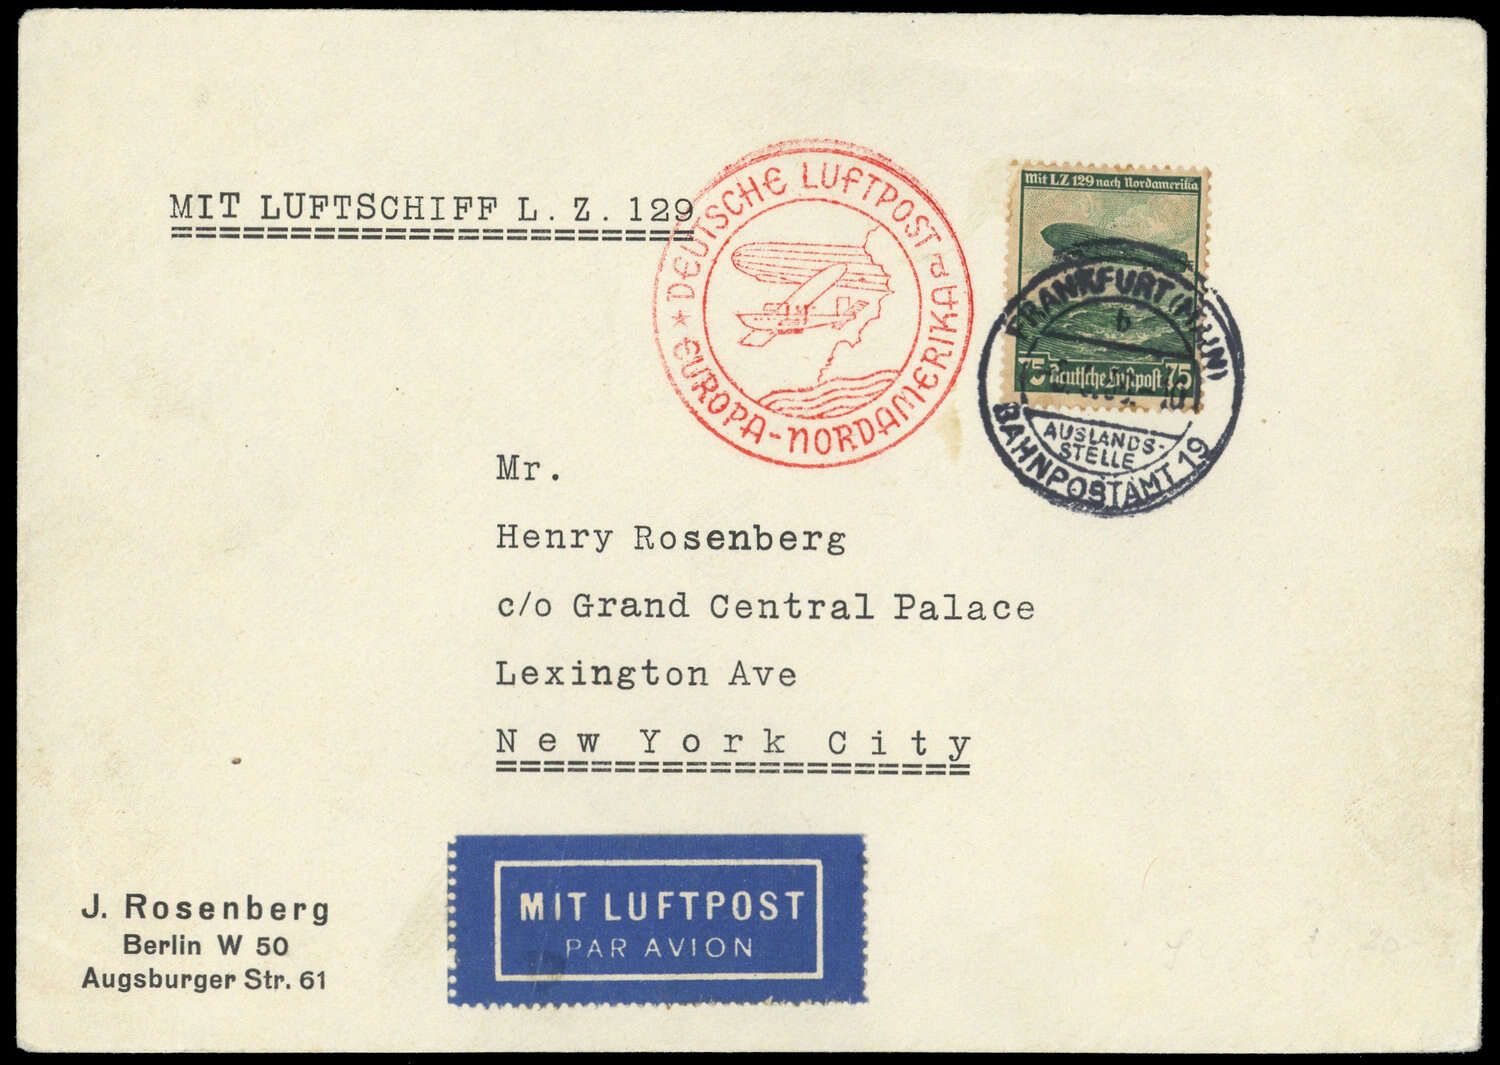 MIT LUFTSCHIFF L. Z. 129
DEUTSCHE LUFTPOST d
EUROPA-NORDAMERIKA
Mit LZ 129 nach Nordamerika
75 Deutsche Luftpost 75
FRANKFURT (MAIN)
b
AUSLANDS-
STELLE
BAHNPOSTAMT 19
Mr.
Henry Rosenberg
c/o Grand Central Palace
Lexington Ave
New York City
MIT LUFTPOST
PAR AVION
J. Rosenberg
Berlin W 50
Augsburger Str. 61